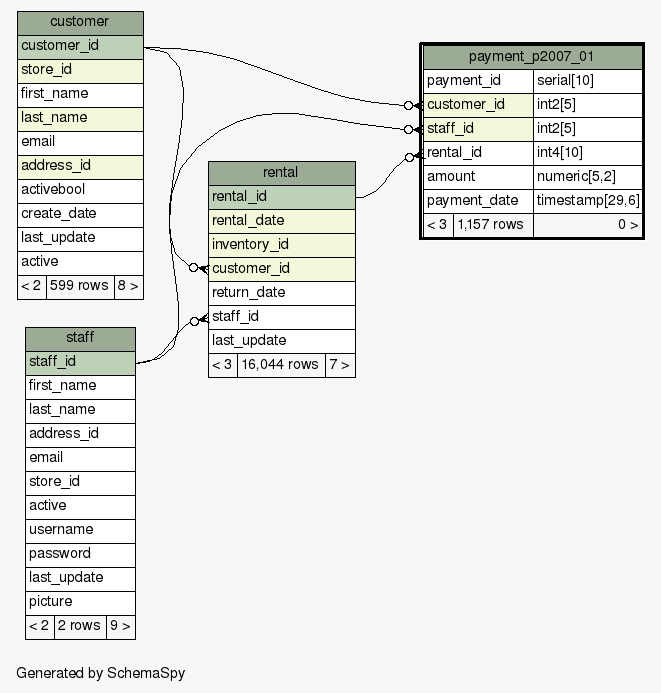 customer
customer_id
store_id
first_name
last_name
email
address_id
activebool
create_date
last_update
active
< 2 599 rows 8 >
payment_p2007_01
payment_id serial[10]
customer_id int2[5]
staff_id int2[5]
rental_id int4[10]
amount numeric[5,2]
payment_date timestamp[29,6]
< 3 1,157 rows 0 >
rental
rental_id
rental_date
inventory_id
customer_id
return_date
staff_id
last_update
< 3 16,044 rows 7 >
staff
staff_id
first_name
last_name
address_id
email
store_id
active
username
password
last_update
picture
< 2 2 rows 9 >
Generated by SchemaSpy